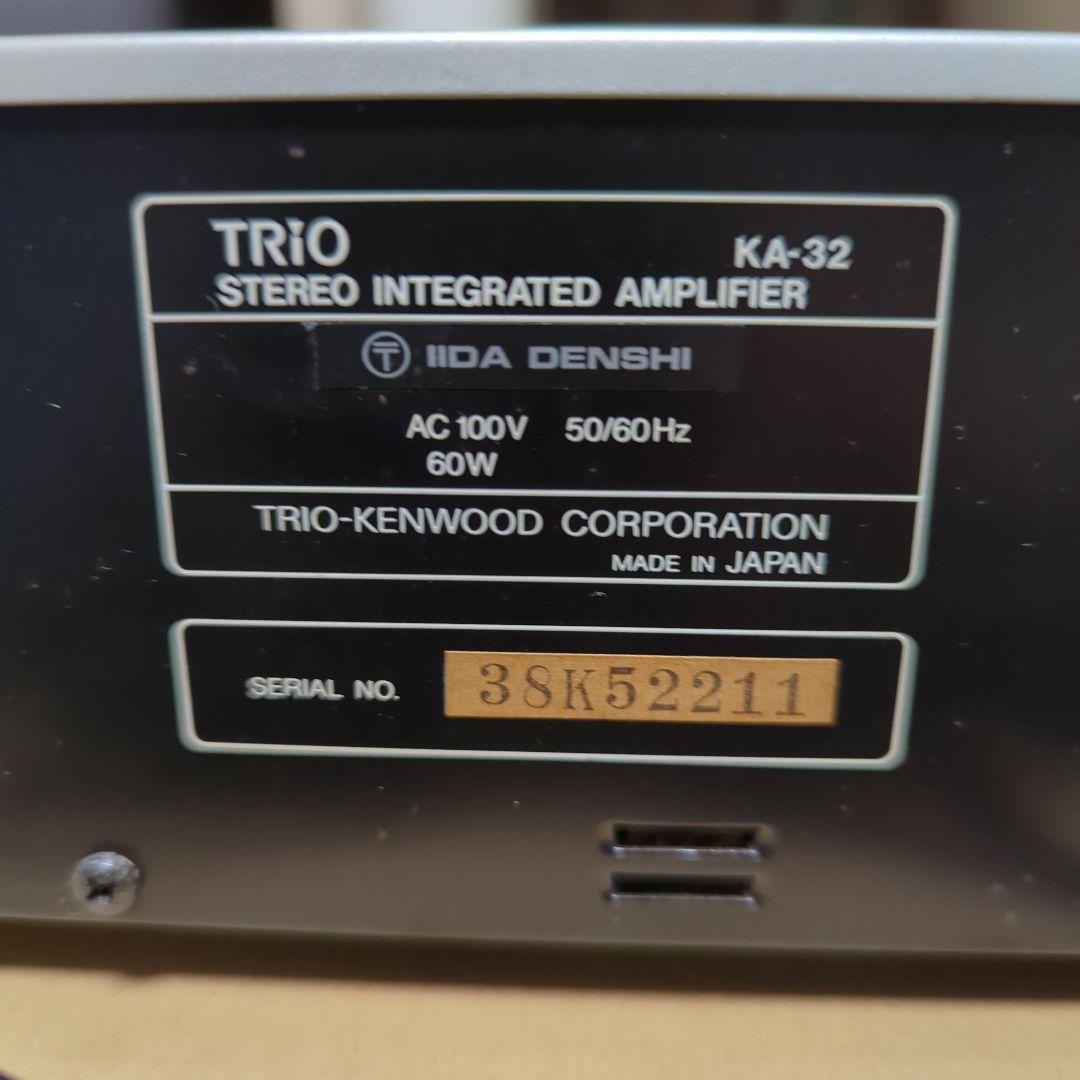 TRiO
KA-32
STEREO INTEGRATED AMPLIFIER
〒 IIDA DENSHI
AC 100V 50/60Hz
60W
TRIO-KENWOOD CORPORATION
MADE IN JAPAN
SERIAL NO. 38K52211